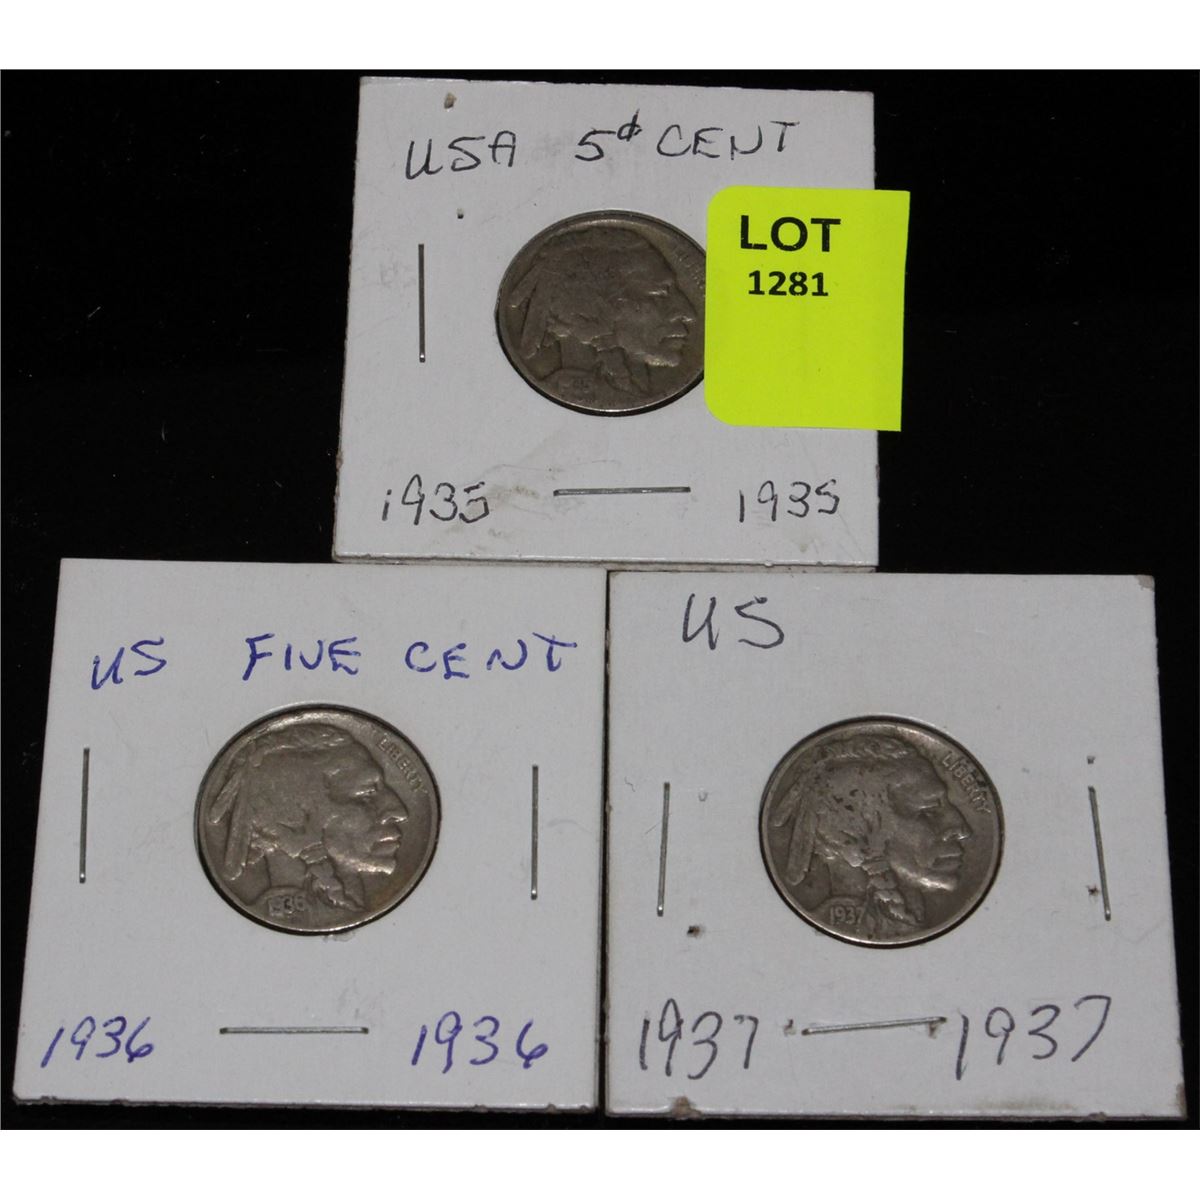 USA 5¢ CENT
LOT
1281
LIBERTY
1935 1935
US FIVE CENT
LIBERTY
1936
1936 1936
US
LIBERTY
1937
1937 1937